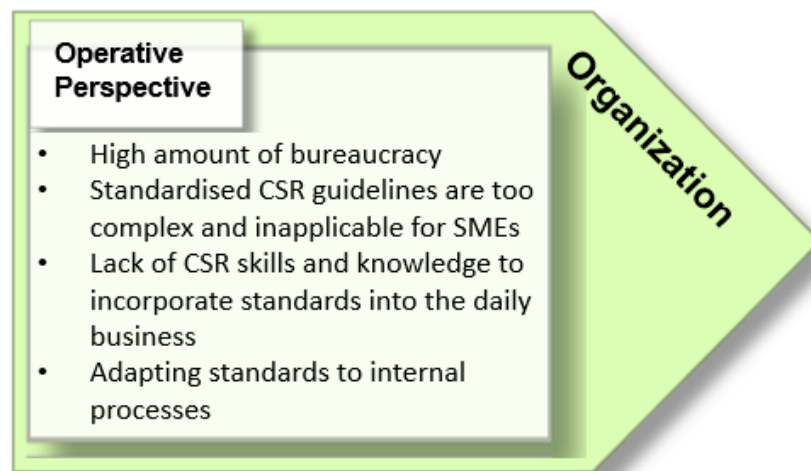 Operative
Perspective
Organization
• High amount of bureaucracy
• Standardised CSR guidelines are too
complex and inapplicable for SMEs
• Lack of CSR skills and knowledge to
incorporate standards into the daily
business
• Adapting standards to internal
processes